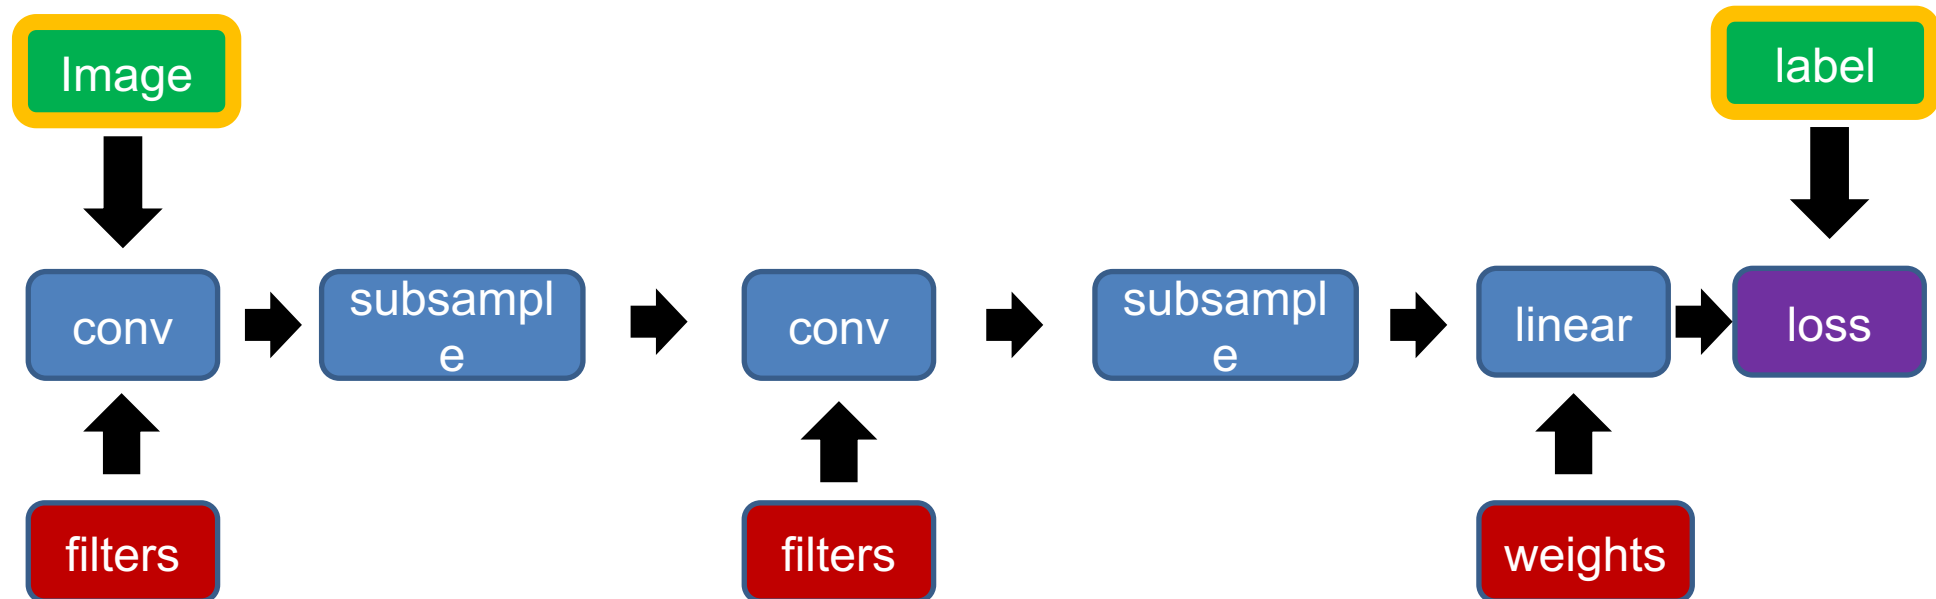 Image
label
conv
subsampl
e
conv
subsampl
e
linear
loss
filters
filters
weights